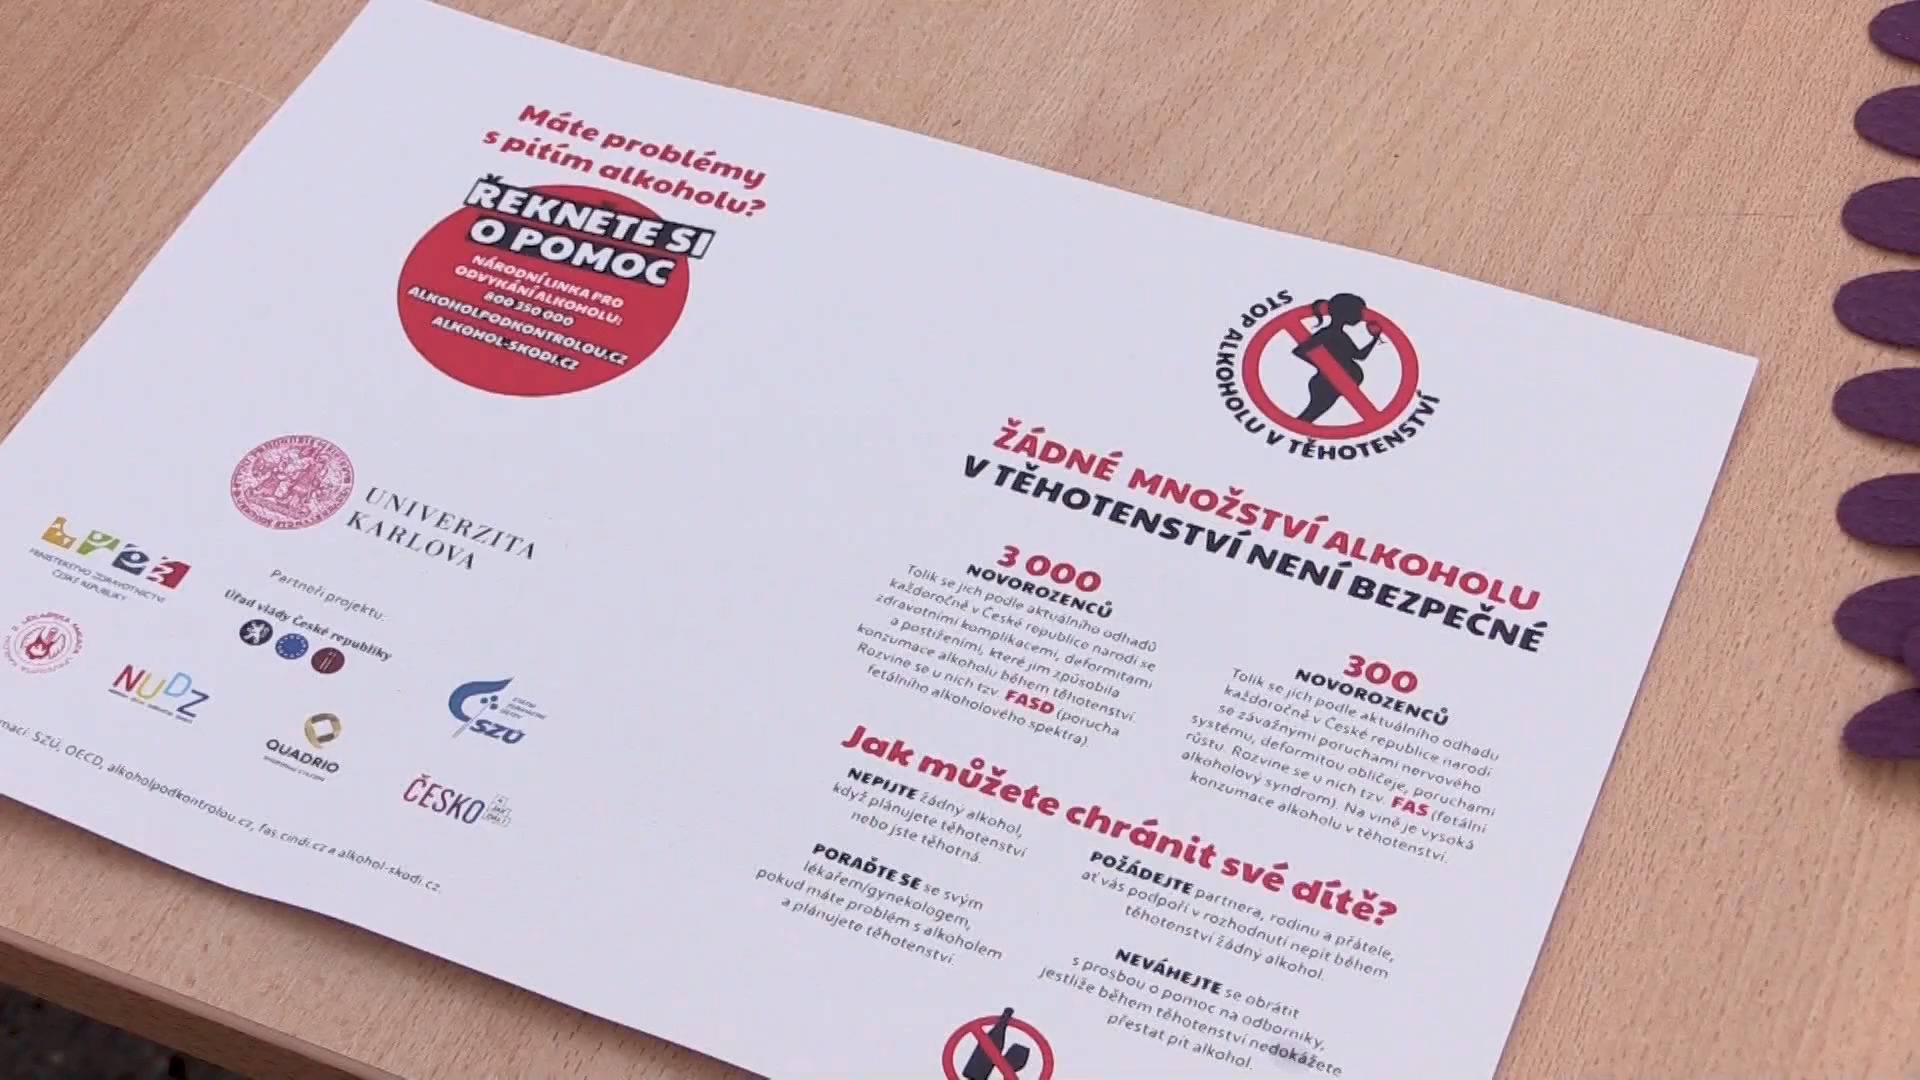 Máte problémy
s pitím alkoholu?
ŘEKNETE SI
O POMOC
NÁRODNÍ LINKA PRO
ODVYKÁNÍ ALKOHOLU:
800 350 000
ALKOHOLPODKONTROLOU.CZ
ALKOHOL-SKODI.CZ
UNIVERZITA
KARLOVA
MINISTERSTVO ZDRAVOTNICTVÍ
ČESKÉ REPUBLIKY
Partneři projektu:
Úřad vlády České republiky
NUDZ
SZÚ
QUADRIO
ČESKO
SZÚ, OECD, alkoholpodkontrolou.cz, fas.cindi.cz a alkohol-skodi.cz.
STOP ALKOHOLU V TĚHOTENSTVÍ
ŽÁDNÉ MNOŽSTVÍ ALKOHOLU
V TĚHOTENSTVÍ NENÍ BEZPEČNÉ
3 000
NOVOROZENCŮ
Tolik se jich podle aktuálního odhadů
každoročně v České republice narodí se
zdravotními komplikacemi, deformitami
a postiženími, které jim způsobila
konzumace alkoholu během těhotenství.
Rozvine se u nich tzv. FASD (porucha
fetálního alkoholového spektra).
300
NOVOROZENCŮ
Tolik se jich podle aktuálního odhadu
každoročně v České republice narodí
se závažnými poruchami nervového
systému, deformitou obličeje, poruchami
růstu. Rozvine se u nich tzv. FAS (fetální
alkoholový syndrom). Na vině je vysoká
konzumace alkoholu v těhotenství.
Jak můžete chránit své dítě?
NEPIJTE žádný alkohol,
když plánujete těhotenství
nebo jste těhotná.
PORAĎTE SE se svým
lékařem/gynekologem,
pokud máte problém s alkoholem
a plánujete těhotenství.
POŽÁDEJTE partnera, rodinu a přátele,
ať vás podpoří v rozhodnutí nepít během
těhotenství žádný alkohol.
NEVÁHEJTE se obrátit
s prosbou o pomoc na odborníky,
jestliže během těhotenství nedokážete
přestat pít alkohol.